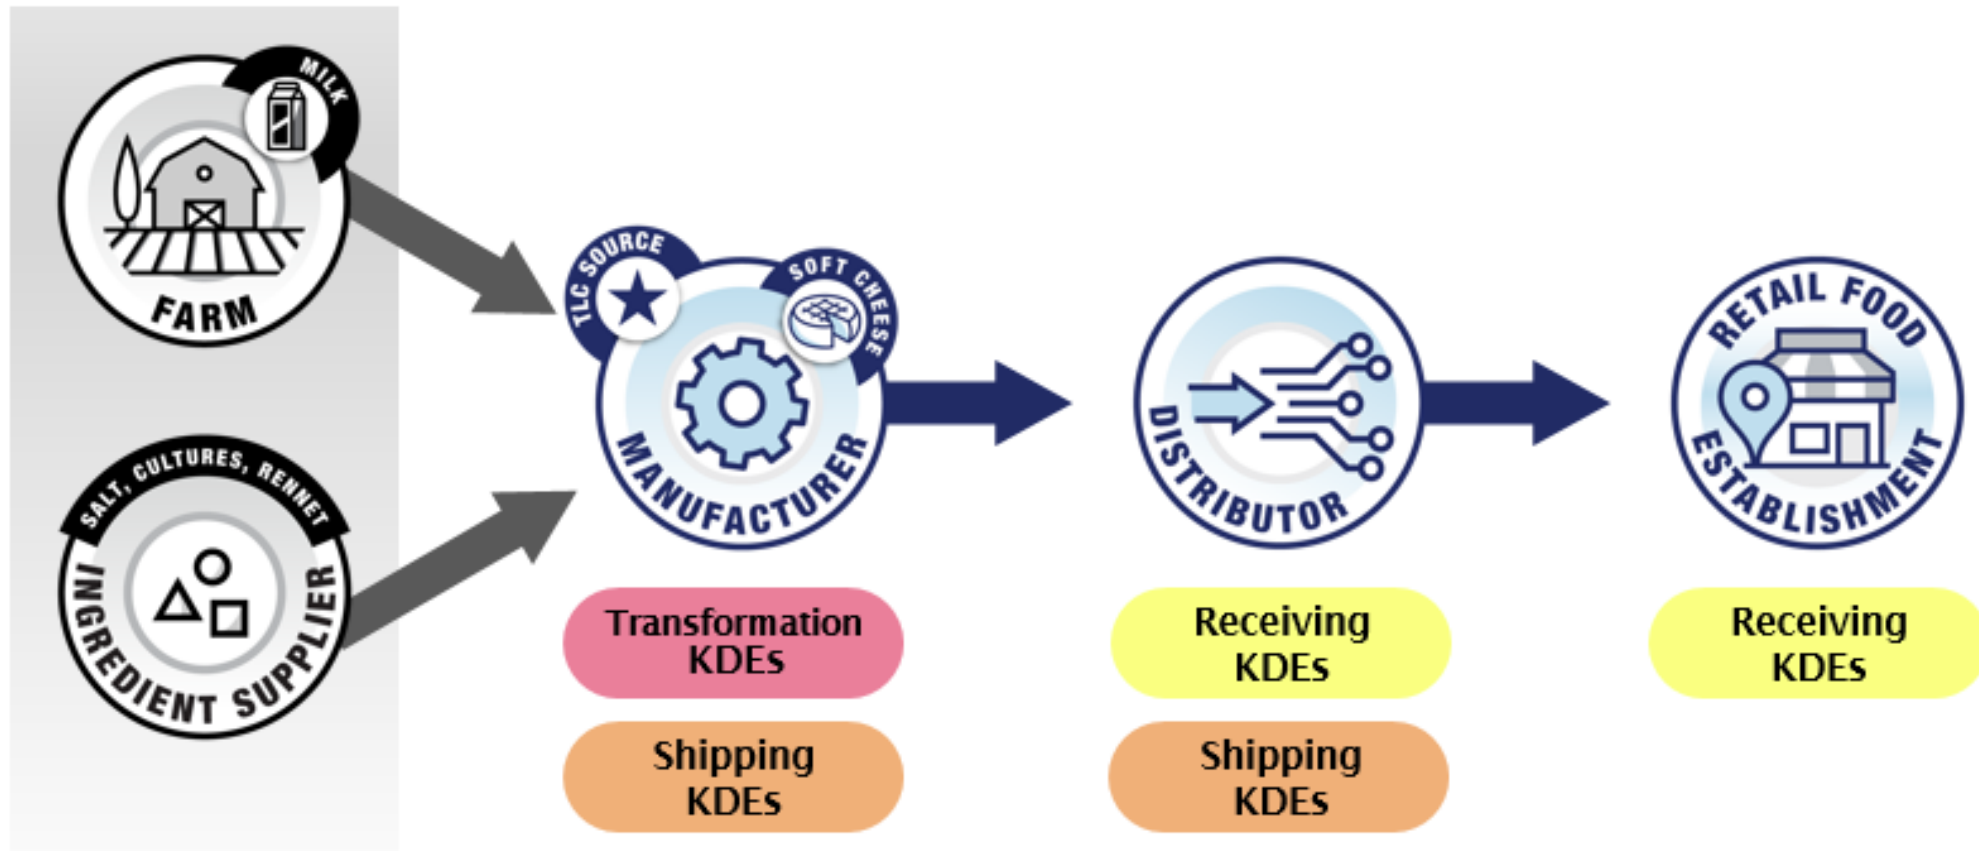 MILK
FARM
SALT, CULTURES, RENNET
INGREDIENT SUPPLIER
TLC SOURCE
SOFT CHEESE
MANUFACTURER
Transformation
KDEs
Shipping
KDEs
DISTRIBUTOR
Receiving
KDEs
Shipping
KDEs
RETAIL FOOD
ESTABLISHMENT
Receiving
KDEs